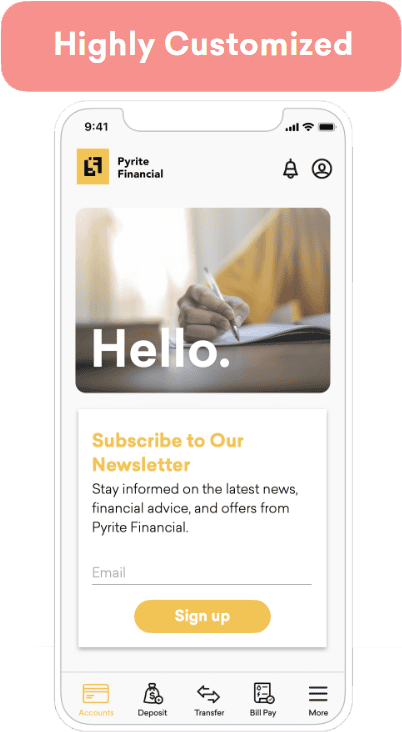 Highly Customized
9:41
Pyrite
Financial
Hello.
Subscribe to Our
Newsletter
Stay informed on the latest news,
financial advice, and offers from
Pyrite Financial.
Email
Sign up
Accounts Deposit Transfer Bill Pay More